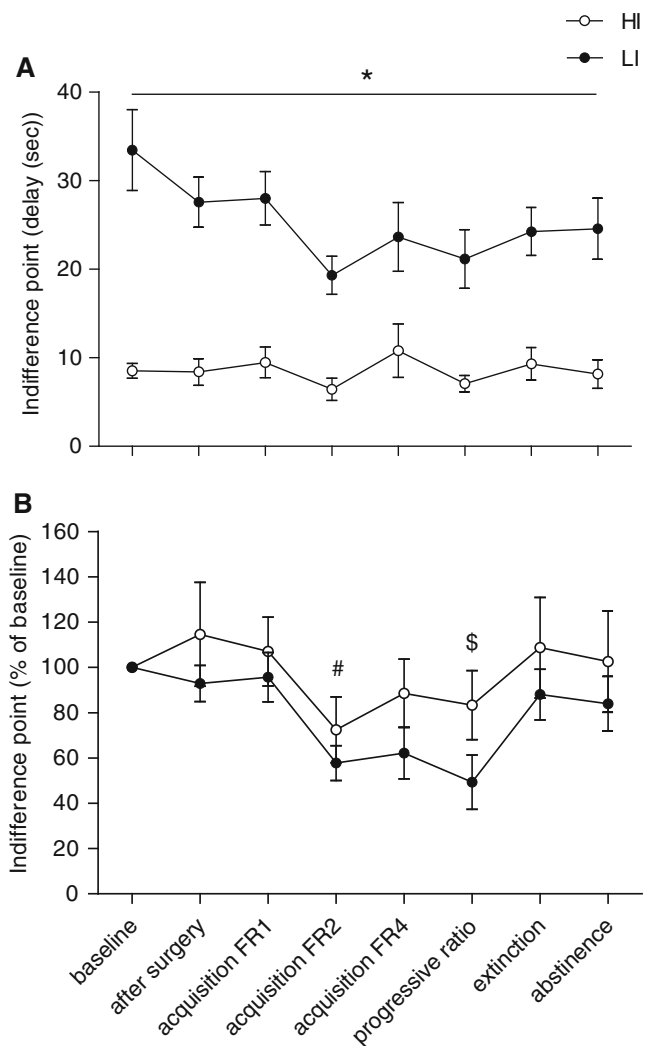 HI
LI
A
*
Indifference point (delay (sec))
40
30
20
10
0
B
Indifference point (% of baseline)
160
140
120
100
80
60
40
20
0
#
$
baseline
after surgery
acquisition FR1
acquisition FR2
acquisition FR4
progressive ratio
extinction
abstinence